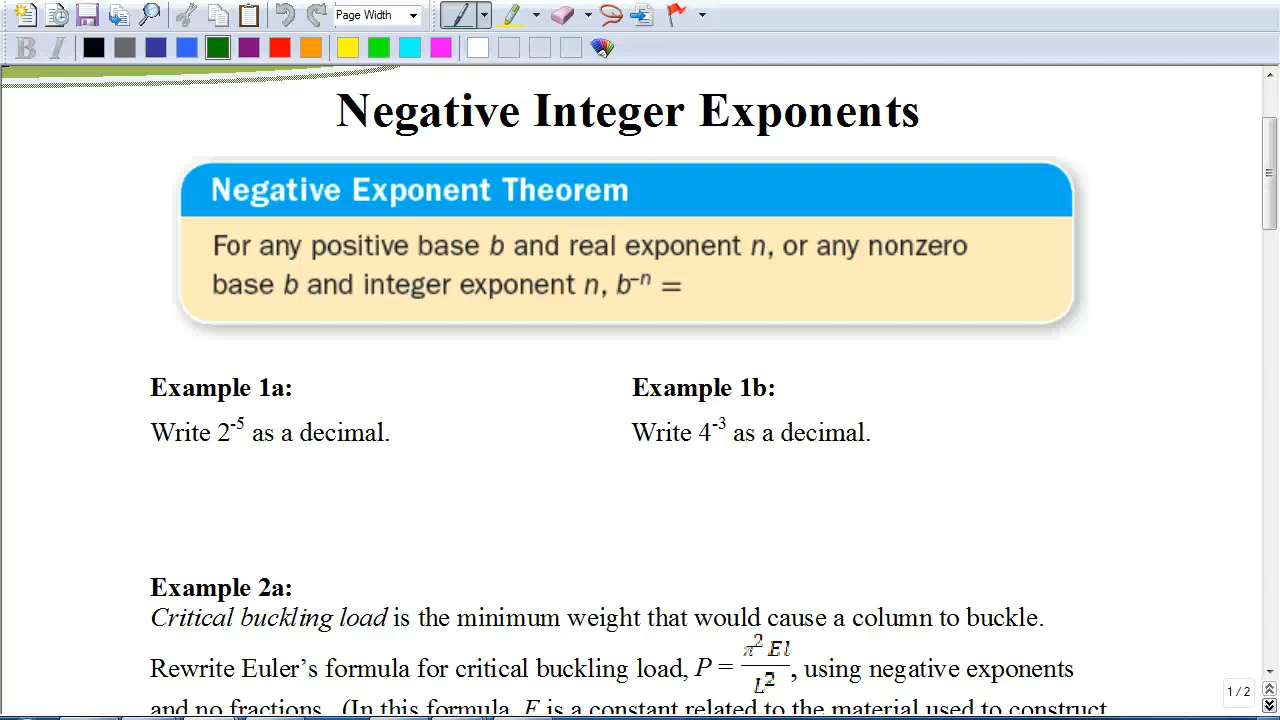 Page Width
B I
Negative Integer Exponents
Negative Exponent Theorem
For any positive base b and real exponent n, or any nonzero
base b and integer exponent n, b⁻ⁿ =
Example 1a:
Write 2⁻⁵ as a decimal.
Example 1b:
Write 4⁻³ as a decimal.
Example 2a:
Critical buckling load is the minimum weight that would cause a column to buckle.
Rewrite Euler's formula for critical buckling load, P = π² El / L², using negative exponents
and no fractions. (In this formula, E is a constant related to the material used to construct
1 / 2